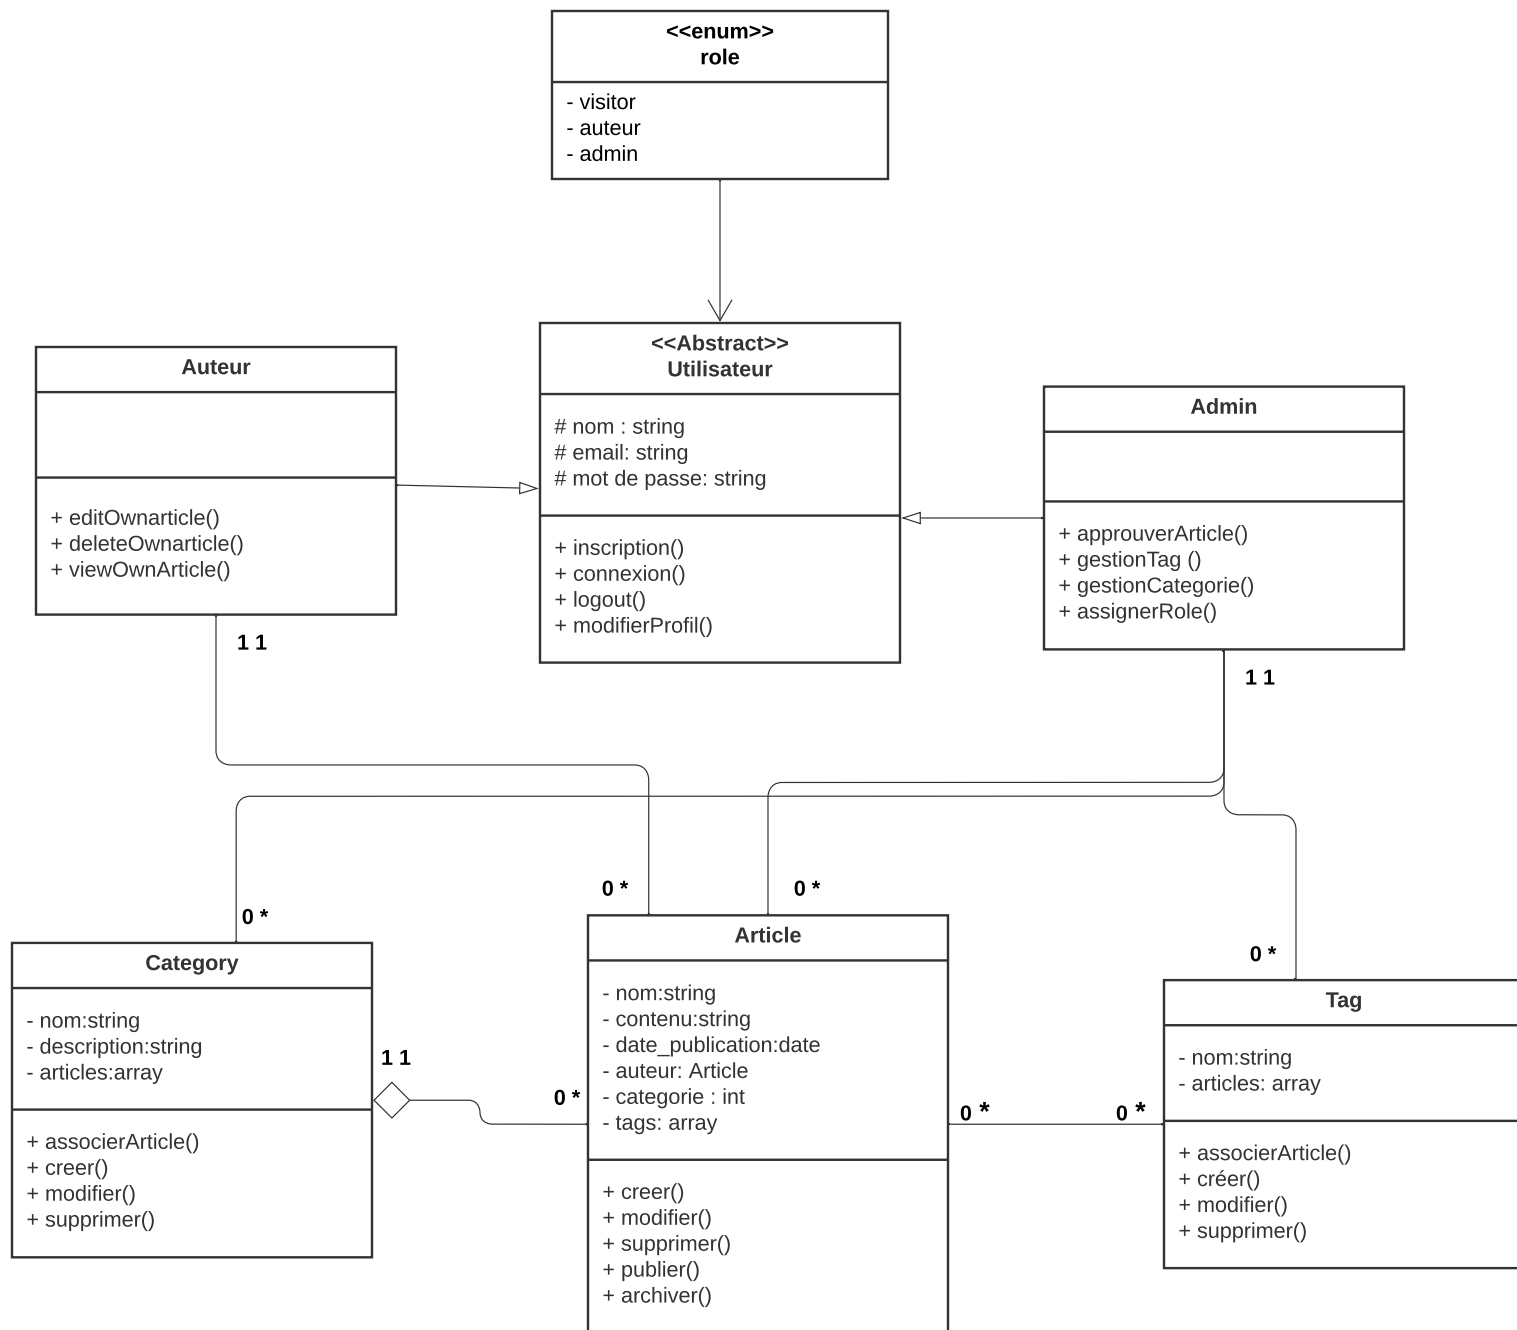 <<enum>>
role
- visitor
- auteur
- admin
<<Abstract>>
Utilisateur
# nom : string
# email: string
# mot de passe: string
+ inscription()
+ connexion()
+ logout()
+ modifierProfil()
Auteur
+ editOwnarticle()
+ deleteOwnarticle()
+ viewOwnArticle()
1 1
Admin
+ approuverArticle()
+ gestionTag ()
+ gestionCategorie()
+ assignerRole()
1 1
0 *
0 *
0 *
0 *
Category
- nom:string
- description:string
- articles:array
+ associerArticle()
+ creer()
+ modifier()
+ supprimer()
1 1
0 *
Article
- nom:string
- contenu:string
- date_publication:date
- auteur: Article
- categorie : int
- tags: array
+ creer()
+ modifier()
+ supprimer()
+ publier()
+ archiver()
0 *
0 *
Tag
- nom:string
- articles: array
+ associerArticle()
+ créer()
+ modifier()
+ supprimer()